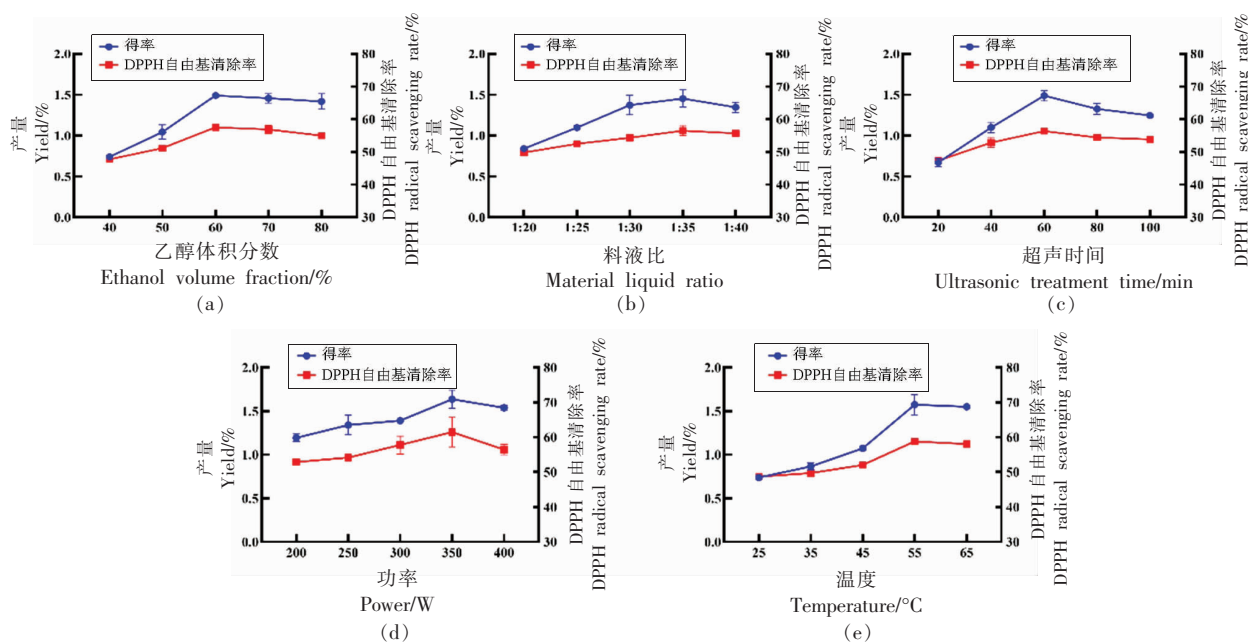 得率
DPPH自由基清除率
2.0
1.5
1.0
0.5
0.0
产量
Yield/%
80
70
60
50
40
30
DPPH自由基清除率
DPPH radical scavenging rate/%
40 50 60 70 80
乙醇体积分数
Ethanol volume fraction/%
(a)
得率
DPPH自由基清除率
2.0
1.5
1.0
0.5
0.0
产量
Yield/%
80
70
60
50
40
30
DPPH自由基清除率
DPPH radical scavenging rate/%
1:20 1:25 1:30 1:35 1:40
料液比
Material liquid ratio
(b)
得率
DPPH自由基清除率
2.0
1.5
1.0
0.5
0.0
产量
Yield/%
80
70
60
50
40
30
DPPH自由基清除率
DPPH radical scavenging rate/%
20 40 60 80 100
超声时间
Ultrasonic treatment time/min
(c)
得率
DPPH自由基清除率
2.0
1.5
1.0
0.5
0.0
产量
Yield/%
80
70
60
50
40
30
DPPH自由基清除率
DPPH radical scavenging rate/%
200 250 300 350 400
功率
Power/W
(d)
得率
DPPH自由基清除率
2.0
1.5
1.0
0.5
0.0
产量
Yield/%
80
70
60
50
40
30
DPPH自由基清除率
DPPH radical scavenging rate/%
25 35 45 55 65
温度
Temperature/°C
(e)